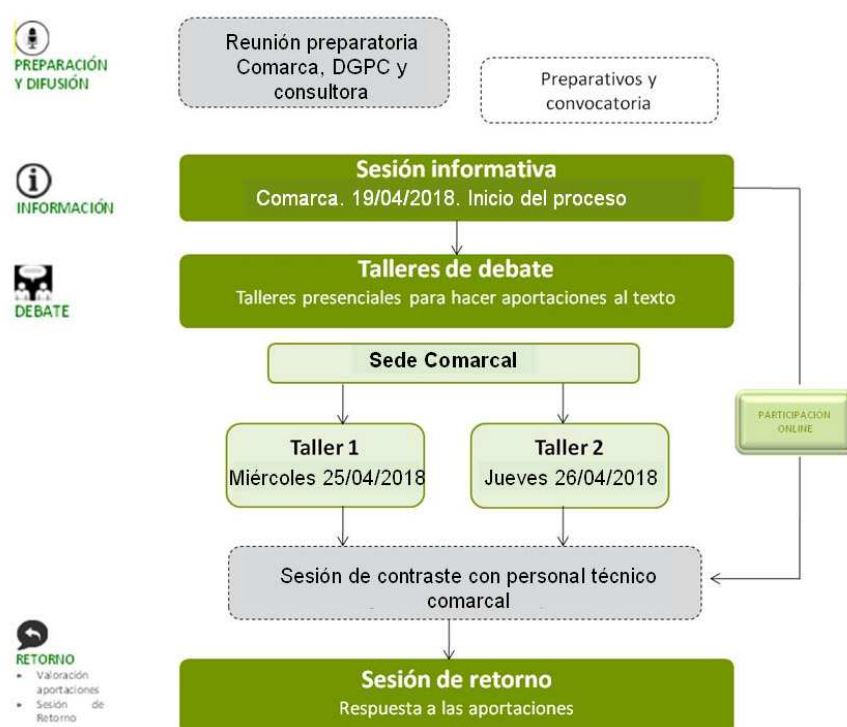 PREPARACIÓN
Y DIFUSIÓN
Reunión preparatoria
Comarca, DGPC y
consultora
Preparativos y
convocatoria
INFORMACIÓN
Sesión informativa
Comarca. 19/04/2018. Inicio del proceso
DEBATE
Talleres de debate
Talleres presenciales para hacer aportaciones al texto
Sede Comarcal
Taller 1
Miércoles 25/04/2018
Taller 2
Jueves 26/04/2018
PARTICIPACIÓN
ONLINE
Sesión de contraste con personal técnico
comarcal
RETORNO
• Valoración
aportaciones
• Sesión de
Retorno
Sesión de retorno
Respuesta a las aportaciones